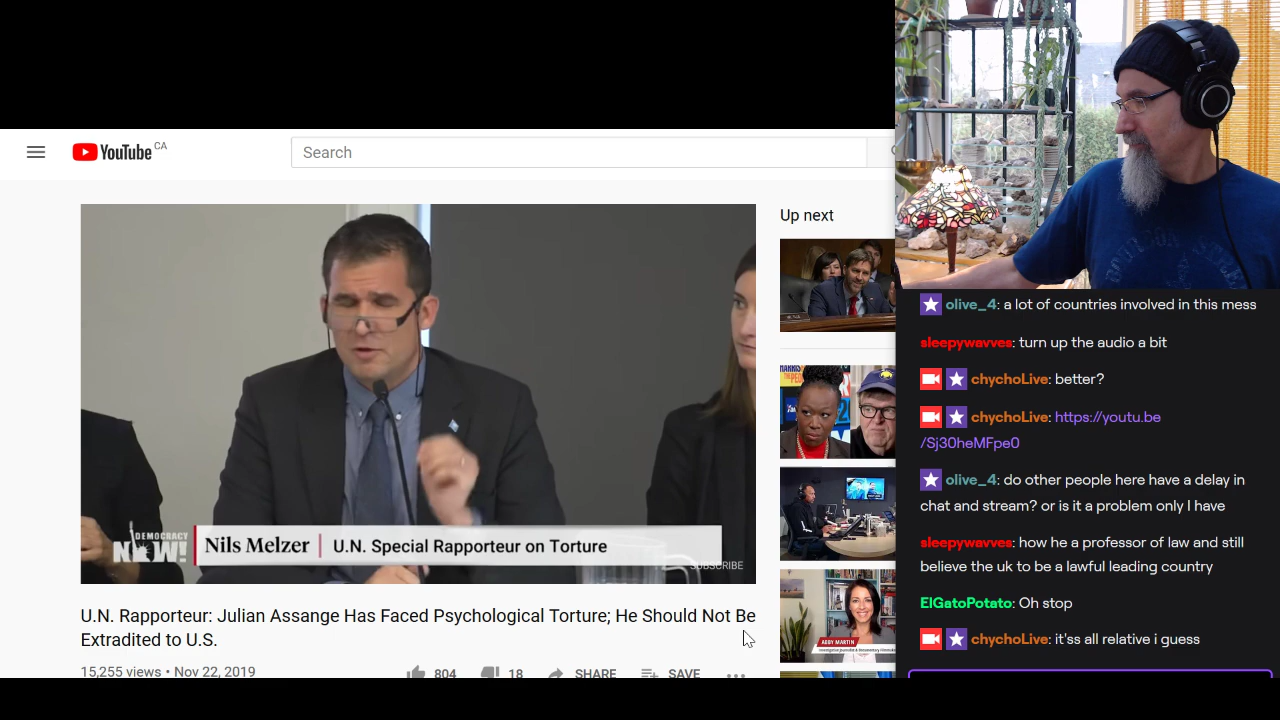 YouTube CA
Search
Up next
DEMOCRACY NOW!
Nils Melzer | U.N. Special Rapporteur on Torture
SUBSCRIBE
U.N. Rapporteur: Julian Assange Has Faced Psychological Torture; He Should Not Be
Extradited to U.S.
15,255 views • Nov 22, 2019
804
18
SHARE
SAVE
ABBY MARTIN
olive_4: a lot of countries involved in this mess
sleepywavves: turn up the audio a bit
chychoLive: better?
chychoLive: https://youtu.be
/Sj30heMFpe0
olive_4: do other people here have a delay in
chat and stream? or is it a problem only I have
sleepywavves: how he a professor of law and still
believe the uk to be a lawful leading country
ElGatoPotato: Oh stop
chychoLive: it'ss all relative i guess